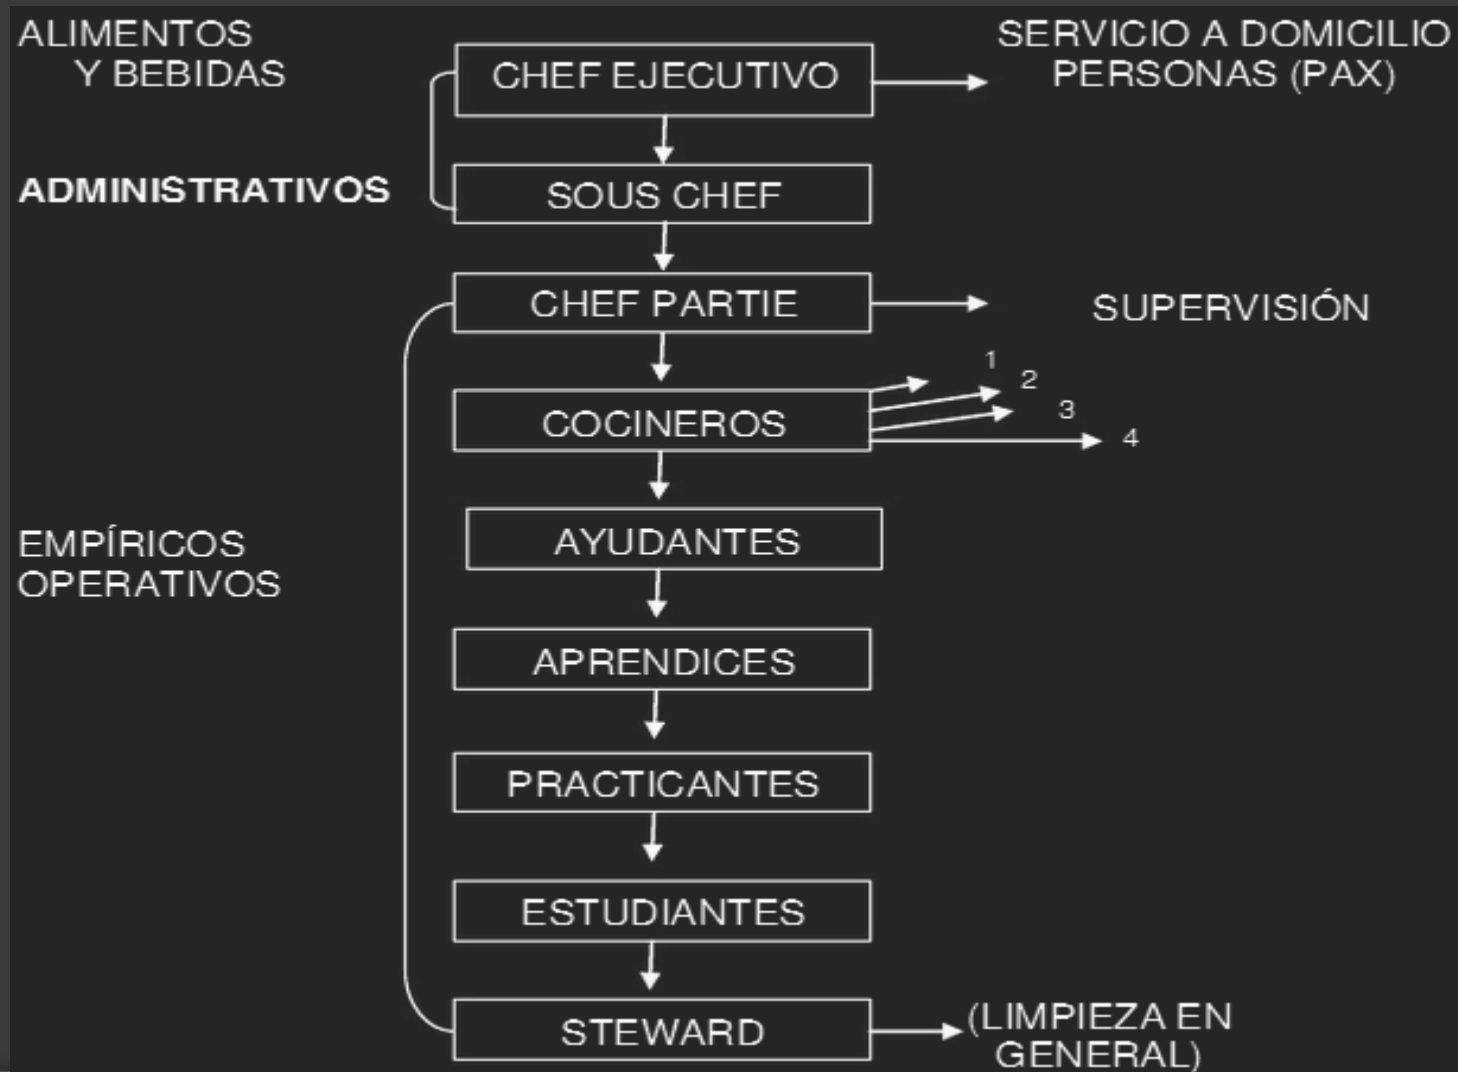 ALIMENTOS
Y BEBIDAS
CHEF EJECUTIVO
SERVICIO A DOMICILIO
PERSONAS (PAX)
ADMINISTRATIVOS
SOUS CHEF
CHEF PARTIE
SUPERVISIÓN
1
2
3
4
COCINEROS
AYUDANTES
EMPÍRICOS
OPERATIVOS
APRENDICES
PRACTICANTES
ESTUDIANTES
STEWARD
(LIMPIEZA EN
GENERAL)